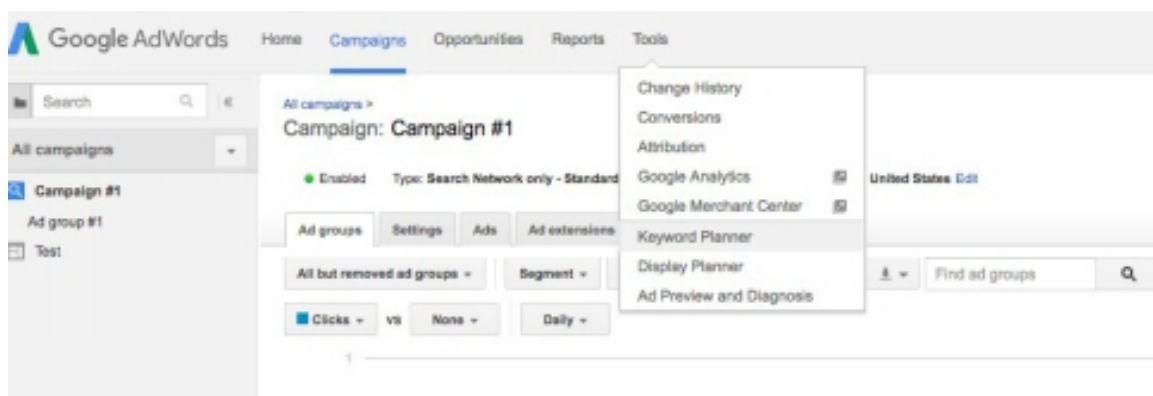 Google AdWords Home Campaigns Opportunities Reports Tools
Search
All campaigns
Campaign #1
Ad group #1
Test
All campaigns >
Campaign: Campaign #1
Enabled Type: Search Network only - Standard United States Edit
Ad groups Settings Ads Ad extensions
All but removed ad groups Segment Find ad groups
Clicks VS None Daily
1
Change History
Conversions
Attribution
Google Analytics
Google Merchant Center
Keyword Planner
Display Planner
Ad Preview and Diagnosis